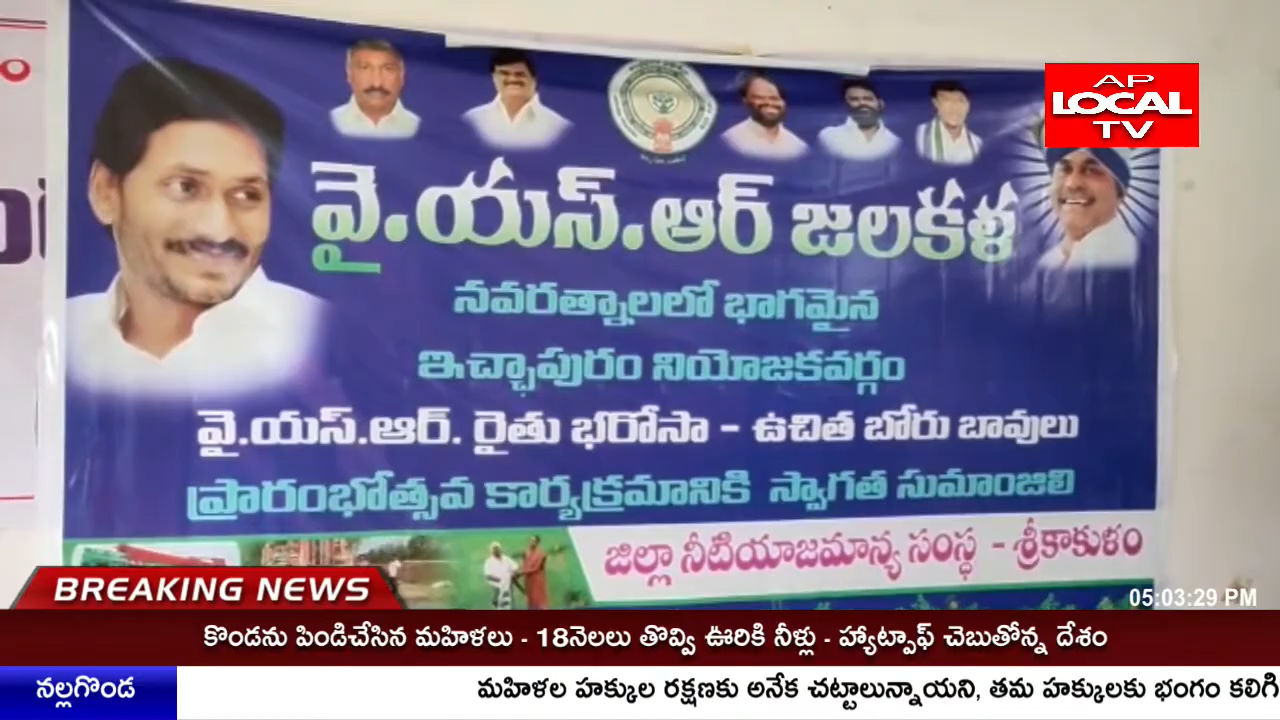 AP
LOCAL
TV
వై.యస్.ఆర్ జలకళ
నవరత్నాలలో భాగమైన
ఇచ్ఛాపురం నియోజకవర్గం
వై.యస్.ఆర్. రైతు భరోసా - ఉచిత బోరు బావులు
ప్రారంభోత్సవ కార్యక్రమానికి స్వాగత సుమాంజలి
జిల్లా నీటియాజమాన్య సంస్థ - శ్రీకాకుళం
BREAKING NEWS
05:03:29 PM
కొండను పిండిచేసిన మహిళలు - 18నెలలు తొవ్వి ఊరికి నీళ్లు - హ్యాట్సాఫ్ చెబుతోన్న దేశం
నల్లగొండ
మహిళల హక్కుల రక్షణకు అనేక చట్టాలున్నాయని, తమ హక్కులకు భంగం కలిగి